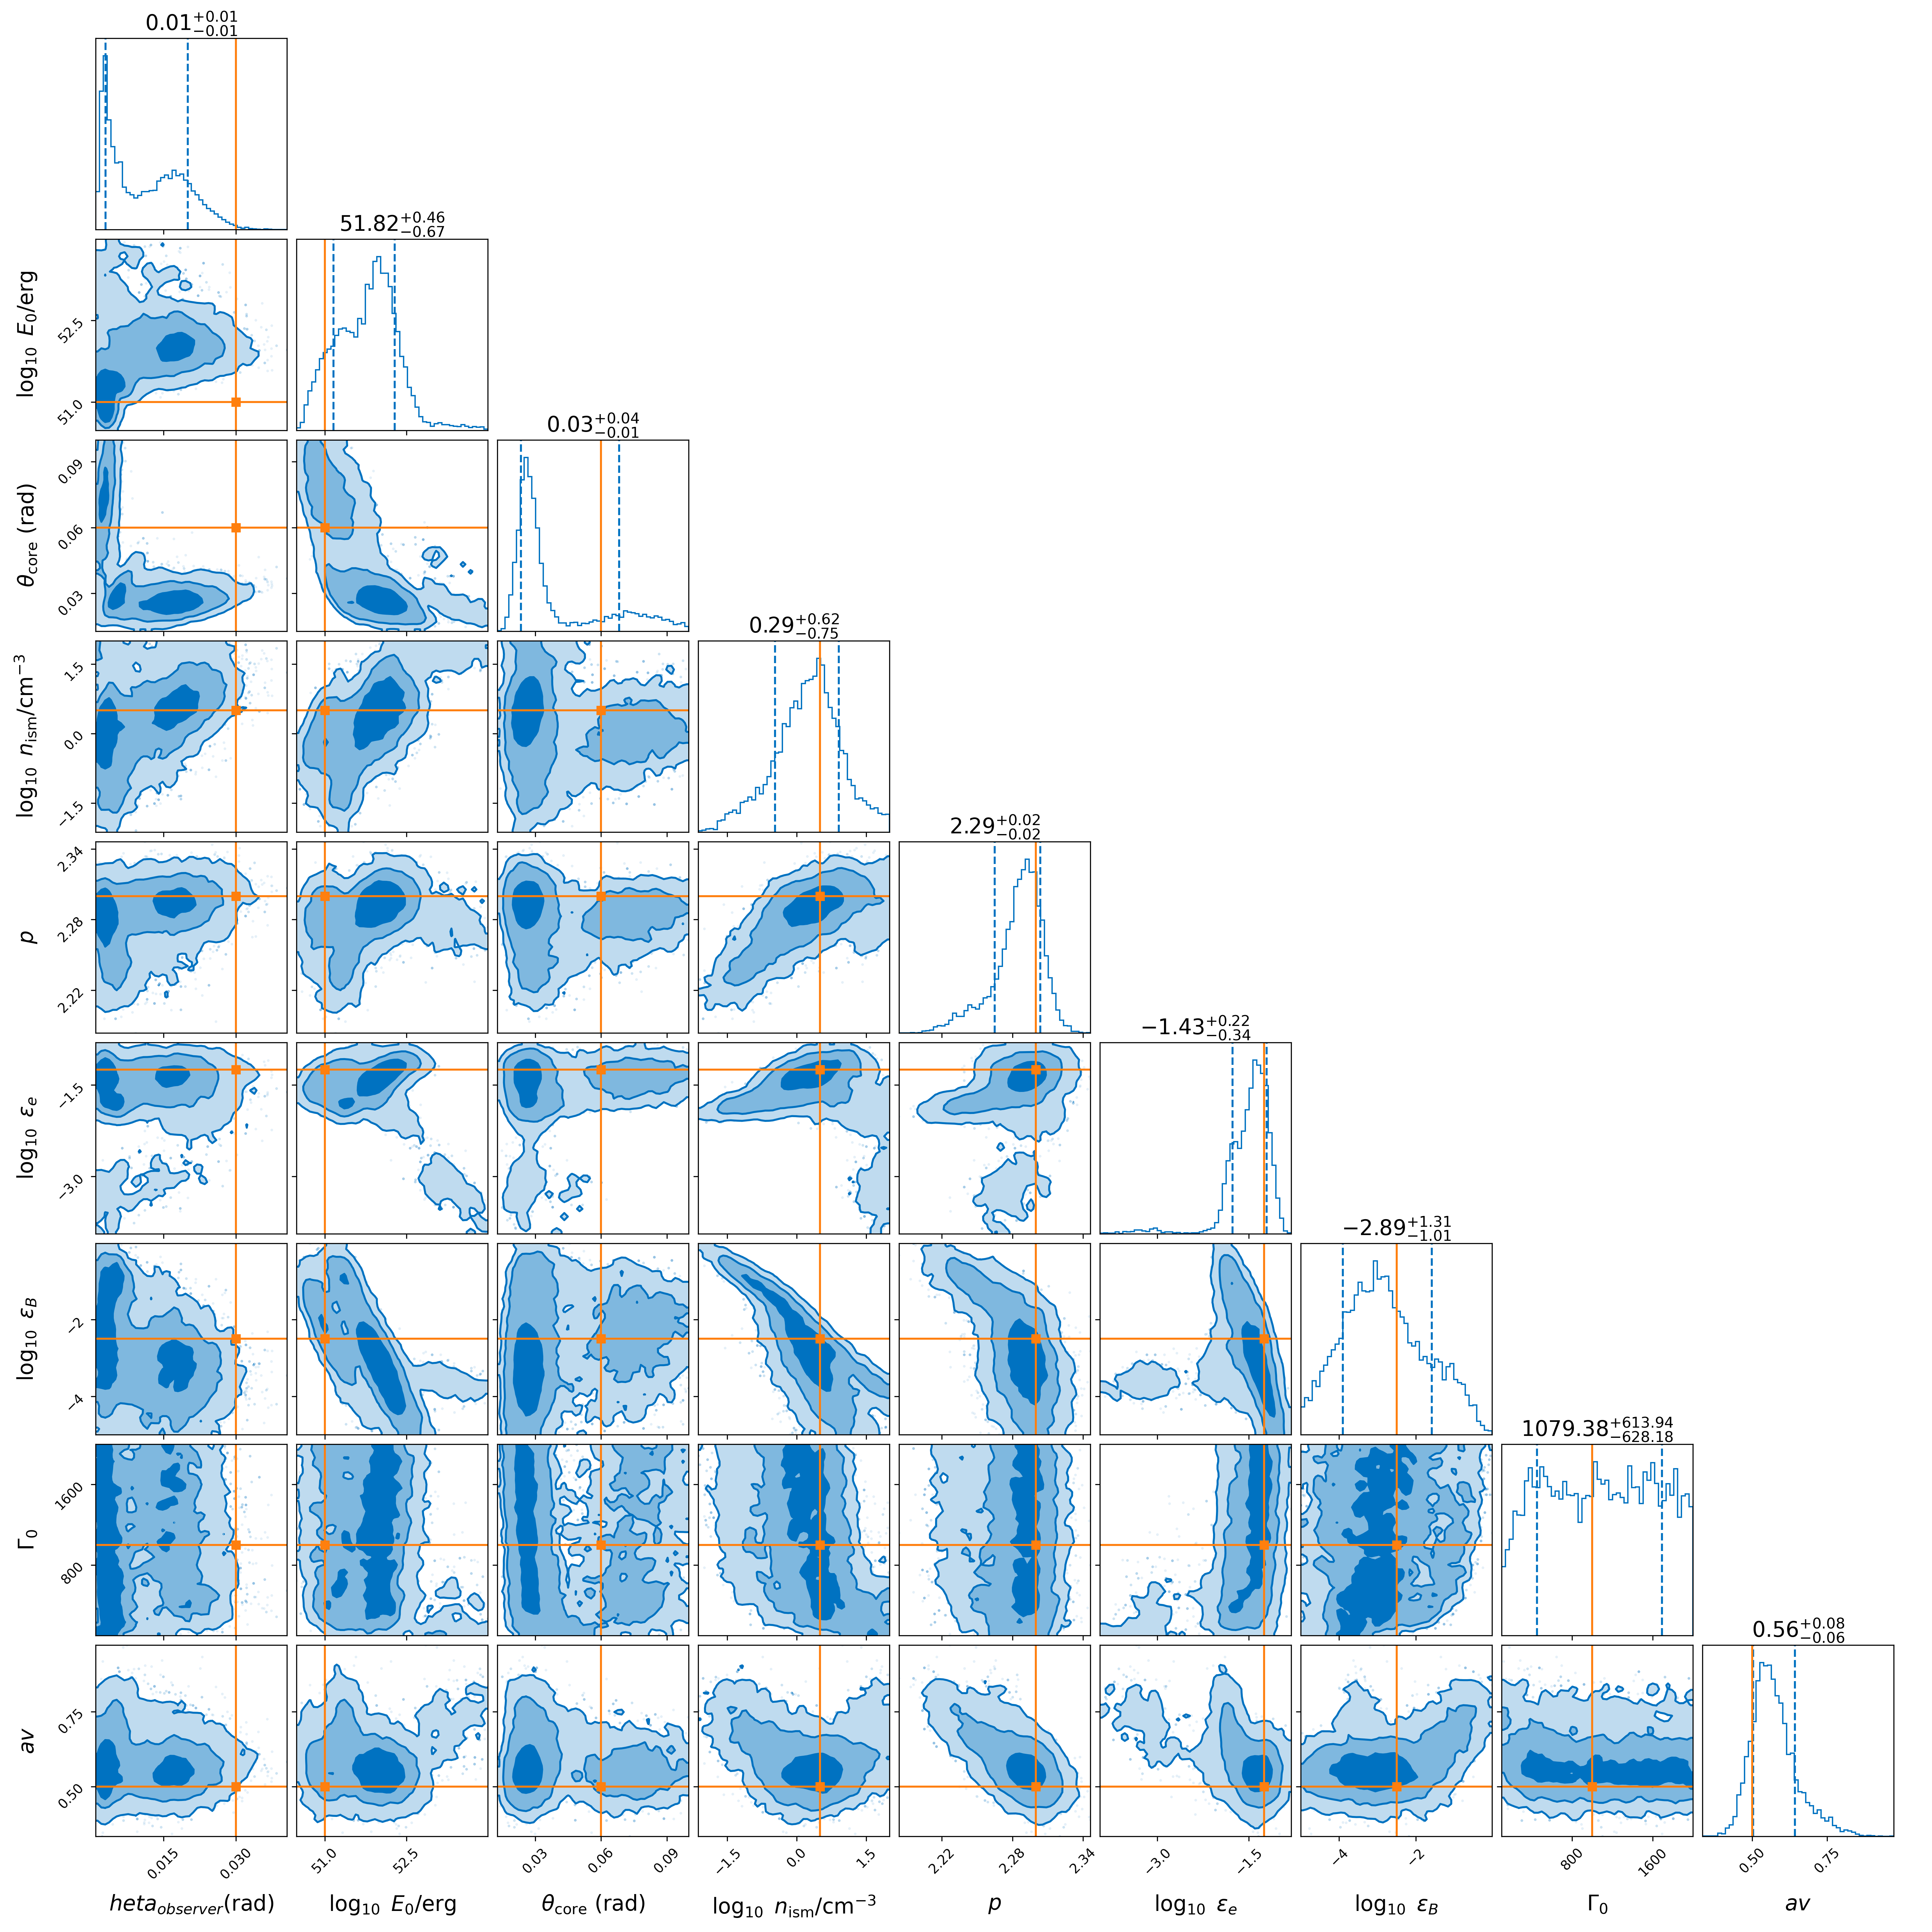 0.01+0.01−0.01
51.82+0.46−0.67
log10 E0/erg
52.5
51.0
0.03+0.04−0.01
θcore (rad)
0.09
0.06
0.03
0.29+0.62−0.75
log10 nism/cm−3
1.5
0.0
−1.5
2.29+0.02−0.02
p
2.34
2.28
2.22
−1.43+0.22−0.34
log10 εe
−1.5
−3.0
−2.89+1.31−1.01
log10 εB
−2
−4
1079.38+613.94−628.18
Γ0
1600
800
0.56+0.08−0.06
av
0.75
0.50
0.015 0.030 51.0 52.5 0.03 0.06 0.09 −1.5 0.0 1.5 2.22 2.28 2.34 −3.0 −1.5 −4 −2 800 1600 0.50 0.75
hetaobserver(rad) log10 E0/erg θcore (rad) log10 nism/cm−3 p log10 εe log10 εB Γ0 av